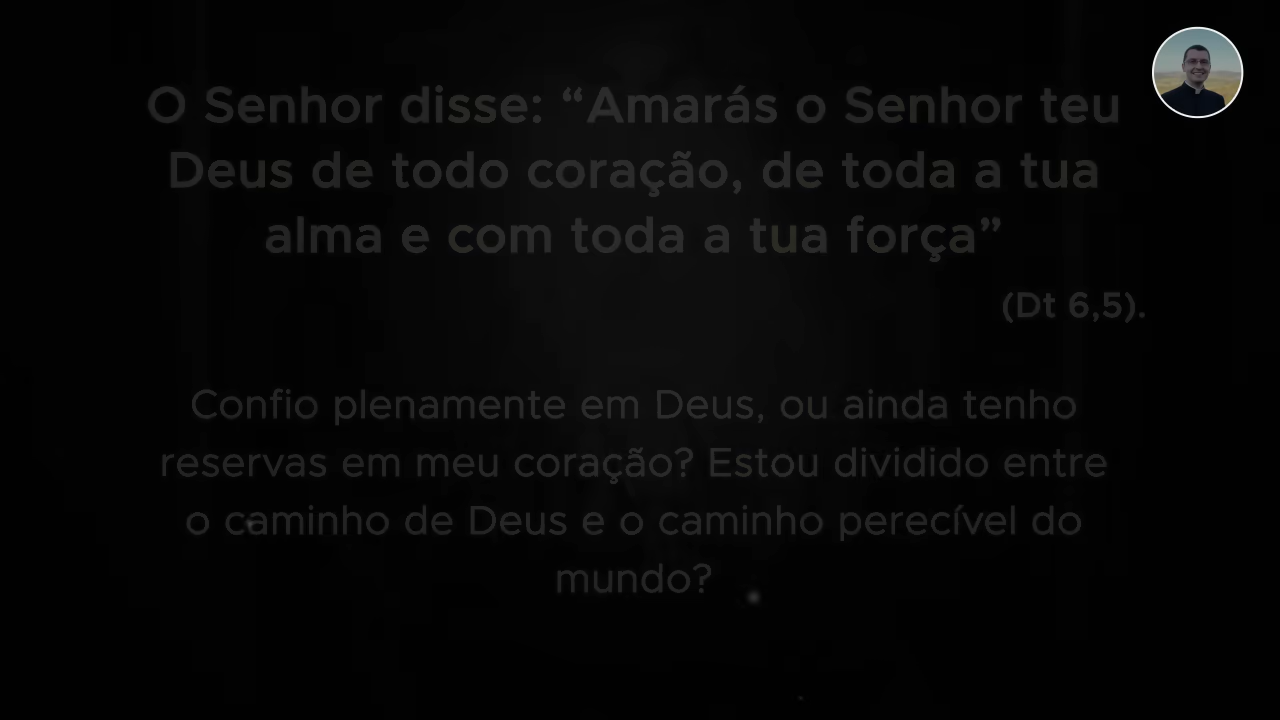 O Senhor disse: “Amarás o Senhor teu
Deus de todo coração, de toda a tua
alma e com toda a tua força”
(Dt 6,5).
Confio plenamente em Deus, ou ainda tenho
reservas em meu coração? Estou dividido entre
o caminho de Deus e o caminho perecível do
mundo?